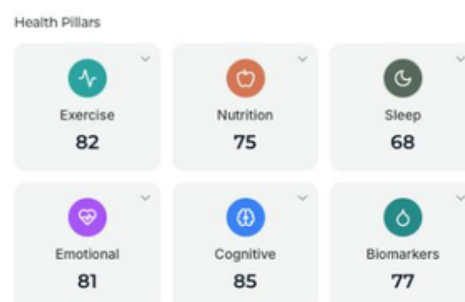 Health Pillars
Exercise Nutrition Sleep
82 75 68
Emotional Cognitive Biomarkers
81 85 77